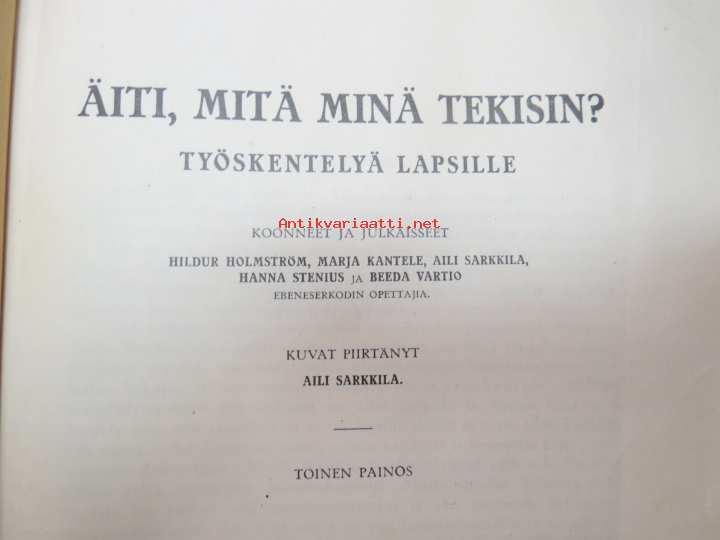 ÄITI, MITÄ MINÄ TEKISIN?
TYÖSKENTELYÄ LAPSILLE
Antikvariaatti.net
KOONNEET JA JULKAISSEET
HILDUR HOLMSTRÖM, MARJA KANTELE, AILI SARKKILA,
HANNA STENIUS JA BEEDA VARTIO
EBENESERKODIN OPETTAJIA.
KUVAT PIIRTÄNYT
AILI SARKKILA.
TOINEN PAINOS